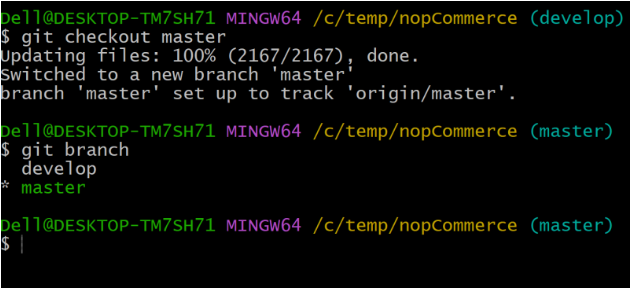 Dell@DESKTOP-TM7SH71 MINGW64 /c/temp/nopCommerce (develop)
$ git checkout master
Updating files: 100% (2167/2167), done.
Switched to a new branch 'master'
branch 'master' set up to track 'origin/master'.
Dell@DESKTOP-TM7SH71 MINGW64 /c/temp/nopCommerce (master)
$ git branch
  develop
* master
Dell@DESKTOP-TM7SH71 MINGW64 /c/temp/nopCommerce (master)
$